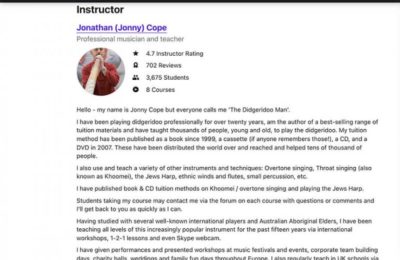 Instructor
Jonathan (Jonny) Cope
Professional musician and teacher
4.7 Instructor Rating
702 Reviews
3,675 Students
8 Courses
Hello - my name is Jonny Cope but everyone calls me 'The Didgeridoo Man'.
I have been playing didgeridoo professionally for over twenty years, am the author of a best-selling range of
tuition materials and have taught thousands of people, young and old, to play the didgeridoo. My tuition
method has been published as a book since 1999, a cassette (if anyone remembers those!), a CD, and a
DVD in 2007. These have been distributed the world over and reached and helped tens of thousand of
people.
I also use and teach a variety of other instruments and techniques: Overtone singing, Throat singing (also
known as Khoomei), the Jews Harp, ethnic winds and flutes, small percussion, etc.
I have published book & CD tuition methods on Khoomei / overtone singing and playing the Jews Harp.
Students taking my course may contact me via the forum on each course with questions or comments and
I'll get back to you as quickly as I can.
Having studied with several well-known international players and Australian Aboriginal Elders, I have been
teaching all levels of this increasingly popular instrument for the past fifteen years via international
workshops, 1-2-1 lessons and even Skype webcam.
I have given performances and presented workshops at music festivals and events, corporate team building
days, charity balls, weddings and family fun days throughout Europe. I also regularly teach in UK schools via